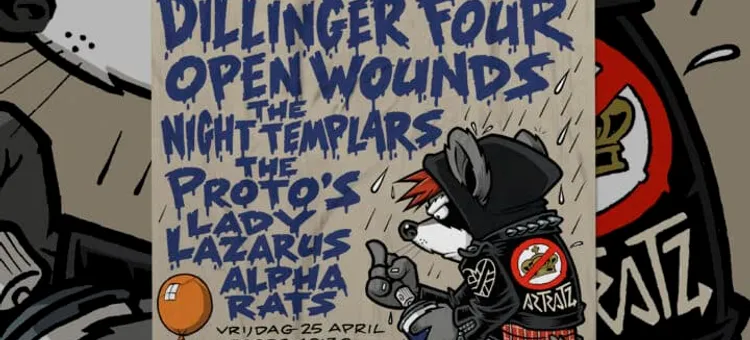 DILLINGER FOUR
OPEN WOUNDS
THE
NIGHT TEMPLARS
THE
PROTO'S
LADY
LAZARUS
ALPHA
RATS
VRIJDAG 25 APRIL
ARTRATZ